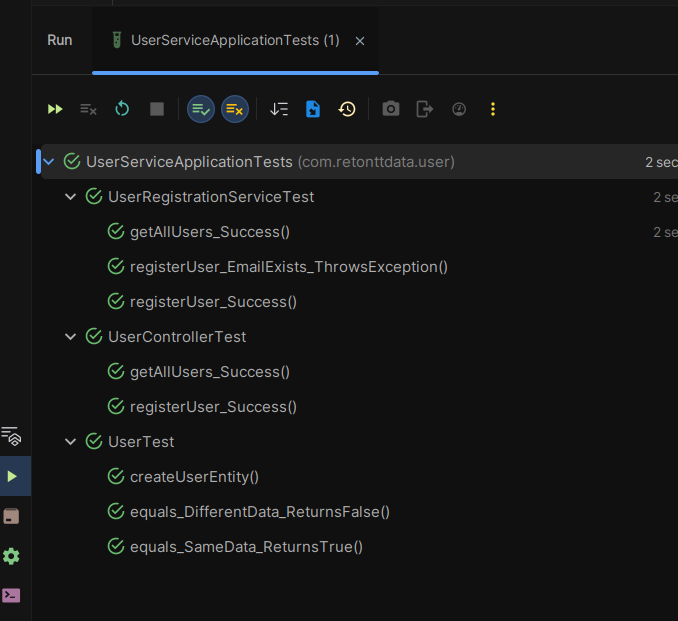 Run UserServiceApplicationTests (1)
UserServiceApplicationTests (com.retonttdata.user) 2 sec
UserRegistrationServiceTest 2 se
getAllUsers_Success() 2 se
registerUser_EmailExists_ThrowsException()
registerUser_Success()
UserControllerTest
getAllUsers_Success()
registerUser_Success()
UserTest
createUserEntity()
equals_DifferentData_ReturnsFalse()
equals_SameData_ReturnsTrue()